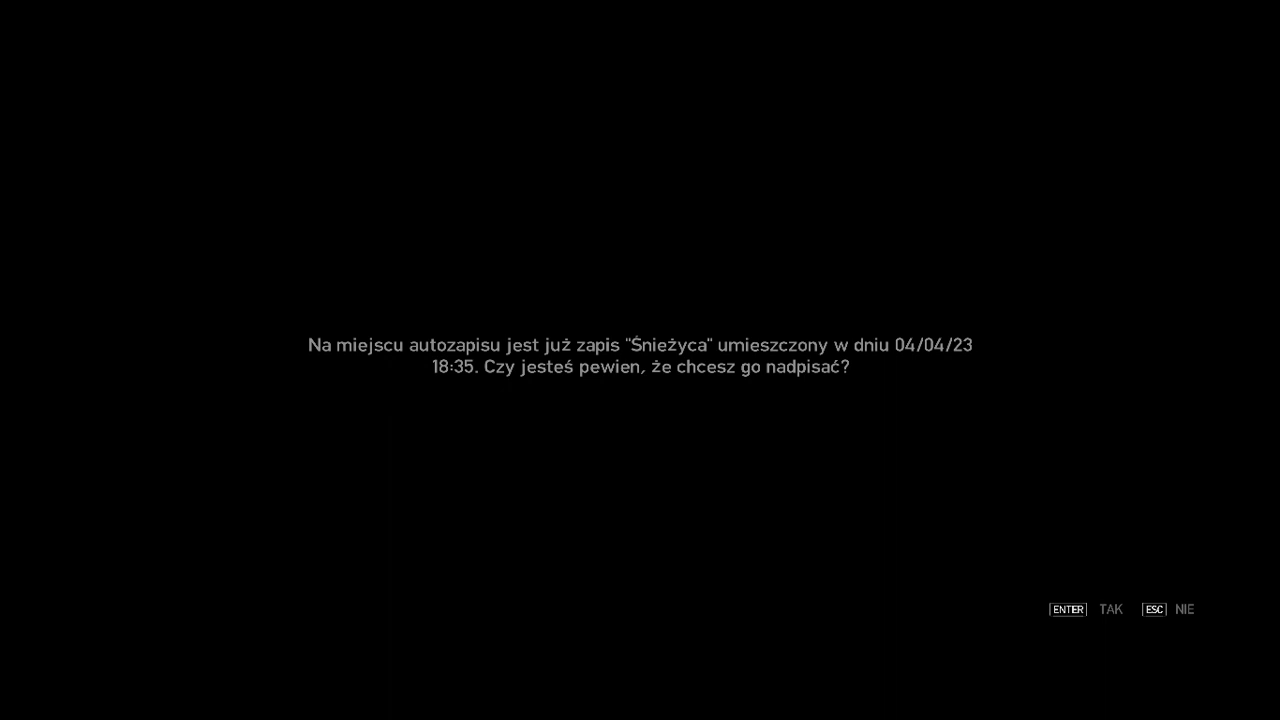 Na miejscu autozapisu jest już zapis "Śnieżyca" umieszczony w dniu 04/04/23
18:35. Czy jesteś pewien, że chcesz go nadpisać?
ENTER TAK ESC NIE